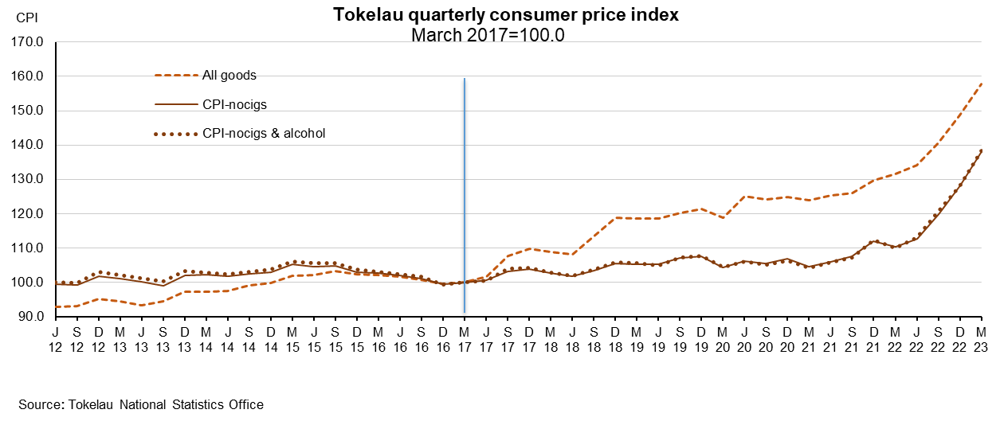 Tokelau quarterly consumer price index
March 2017=100.0
CPI
170.0
160.0
150.0
140.0
130.0
120.0
110.0
100.0
90.0
All goods
CPI-nocigs
CPI-nocigs & alcohol
J S D M J S D M J S D M J S D M J S D M J S D M J S D M J S D M J S D M J S D M J S D M
12 12 12 13 13 13 13 14 14 14 14 15 15 15 15 16 16 16 16 17 17 17 17 18 18 18 18 19 19 19 19 20 20 20 20 21 21 21 21 22 22 22 22 23
Source: Tokelau National Statistics Office